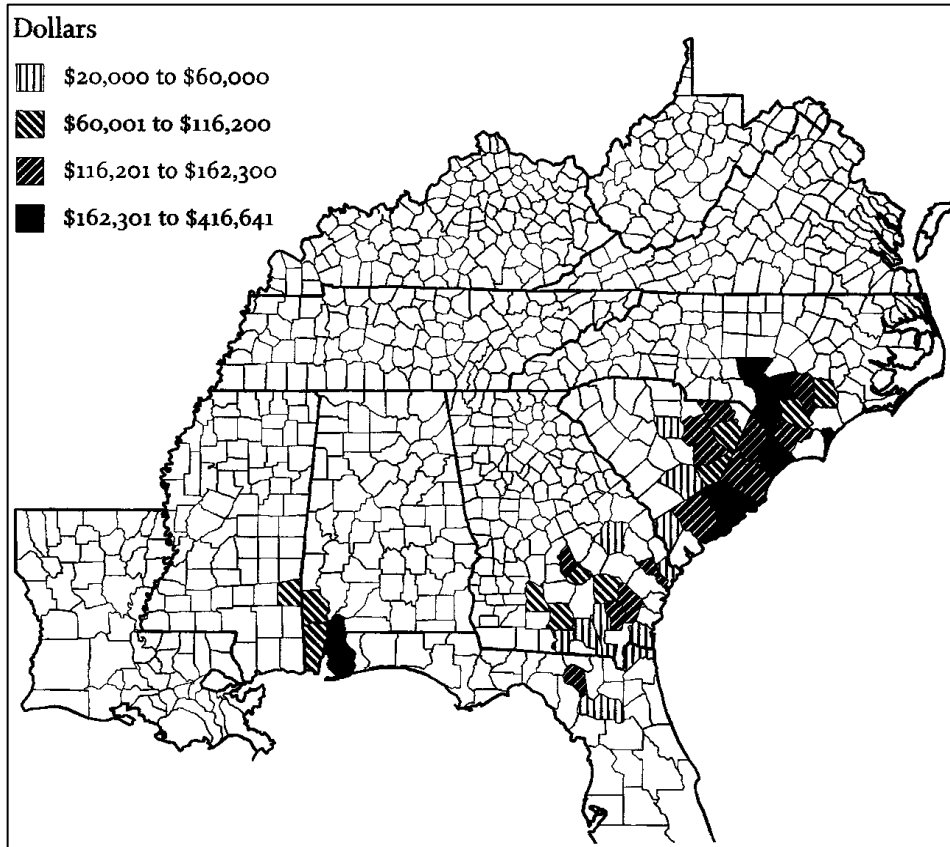 Dollars
$20,000 to $60,000
$60,001 to $116,200
$116,201 to $162,300
$162,301 to $416,641